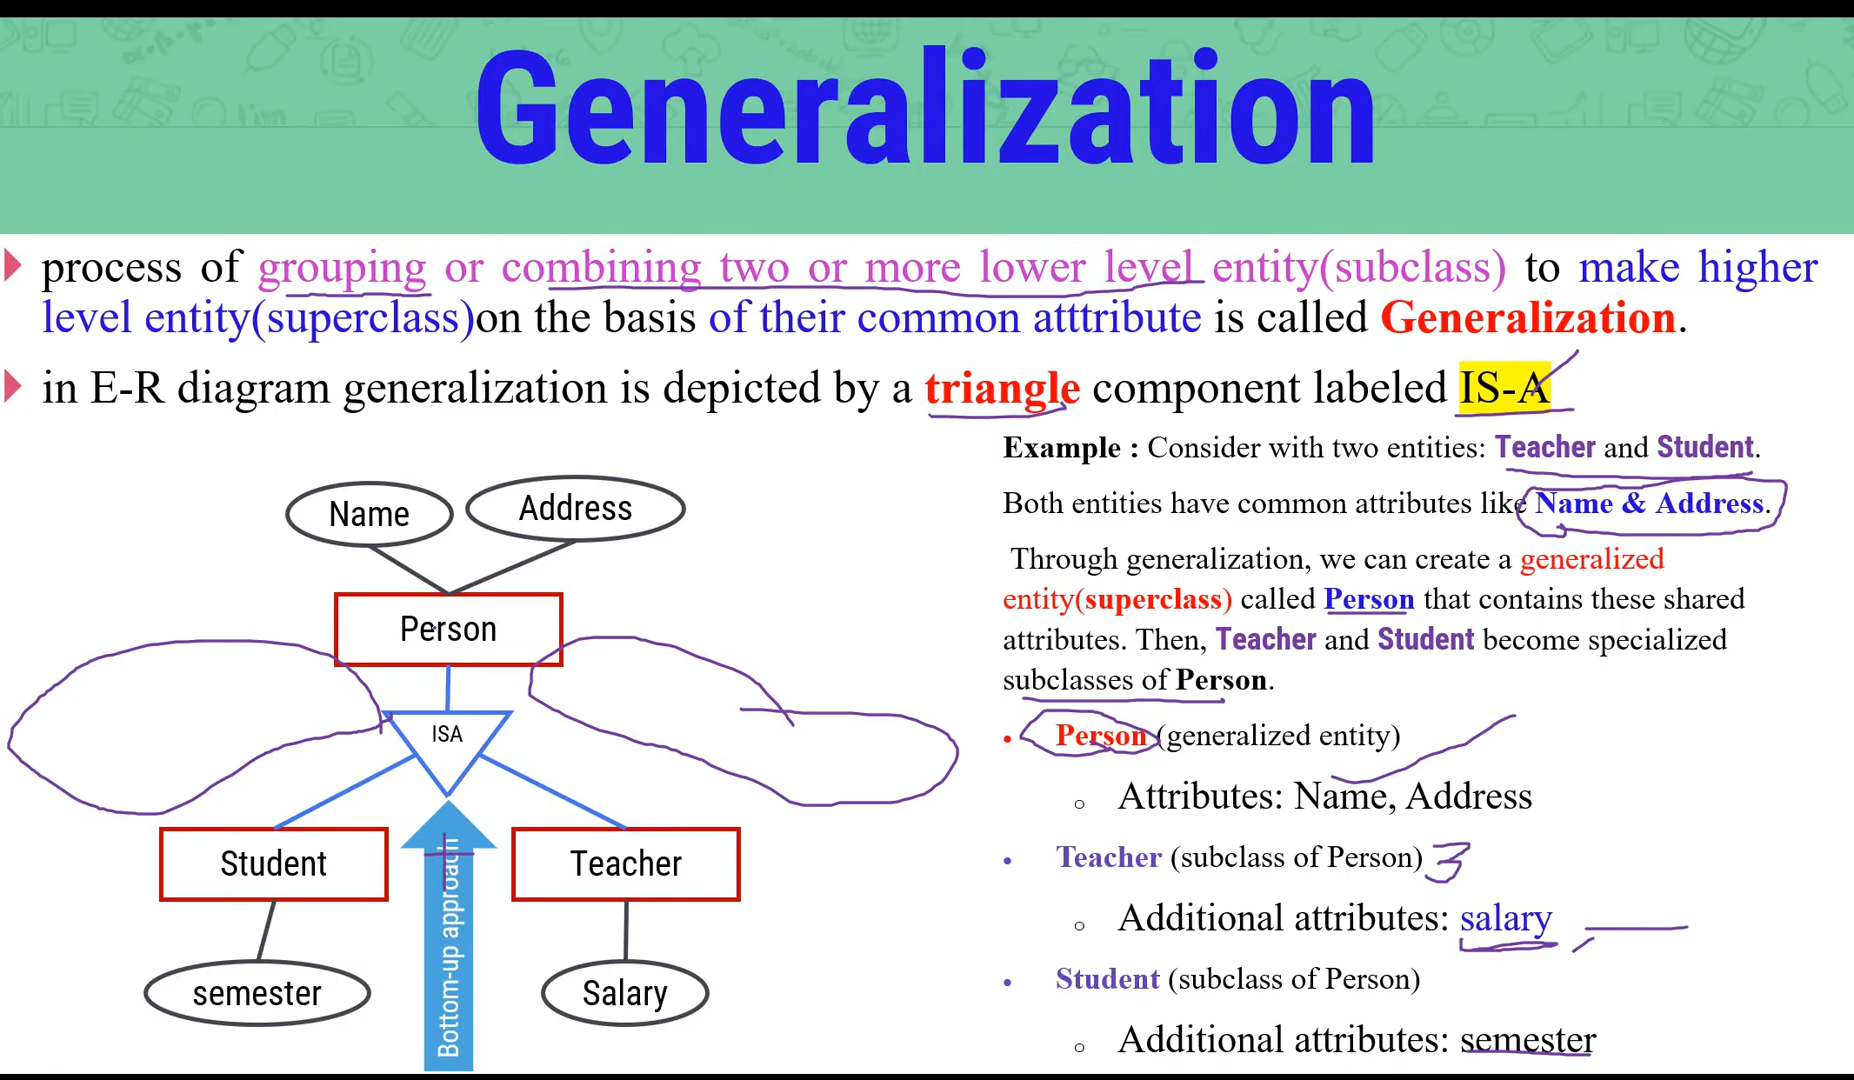 Generalization
process of grouping or combining two or more lower level entity(subclass) to make higher
level entity(superclass)on the basis of their common atttribute is called Generalization.
in E-R diagram generalization is depicted by a triangle component labeled IS-A
Name
Address
Person
ISA
Student
Teacher
semester
Salary
Bottom-up approach
Example : Consider with two entities: Teacher and Student.
Both entities have common attributes like Name & Address.
Through generalization, we can create a generalized
entity(superclass) called Person that contains these shared
attributes. Then, Teacher and Student become specialized
subclasses of Person.
• Person (generalized entity)
○ Attributes: Name, Address
• Teacher (subclass of Person) 3
○ Additional attributes: salary
• Student (subclass of Person)
○ Additional attributes: semester